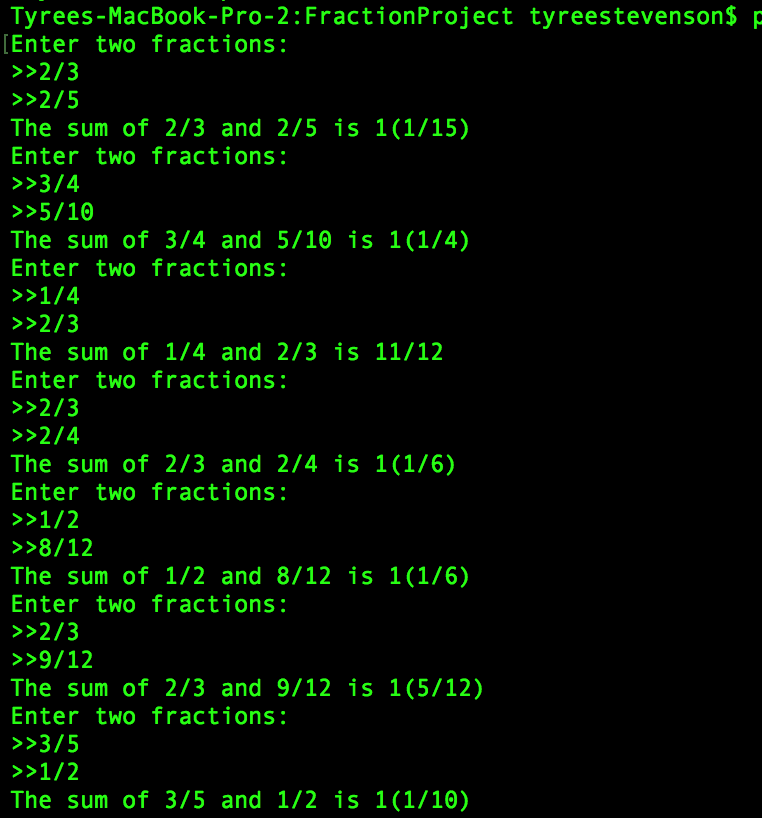 Tyrees-MacBook-Pro-2:FractionProject tyreestevenson$ p
[Enter two fractions:
>>2/3
>>2/5
The sum of 2/3 and 2/5 is 1(1/15)
Enter two fractions:
>>3/4
>>5/10
The sum of 3/4 and 5/10 is 1(1/4)
Enter two fractions:
>>1/4
>>2/3
The sum of 1/4 and 2/3 is 11/12
Enter two fractions:
>>2/3
>>2/4
The sum of 2/3 and 2/4 is 1(1/6)
Enter two fractions:
>>1/2
>>8/12
The sum of 1/2 and 8/12 is 1(1/6)
Enter two fractions:
>>2/3
>>9/12
The sum of 2/3 and 9/12 is 1(5/12)
Enter two fractions:
>>3/5
>>1/2
The sum of 3/5 and 1/2 is 1(1/10)